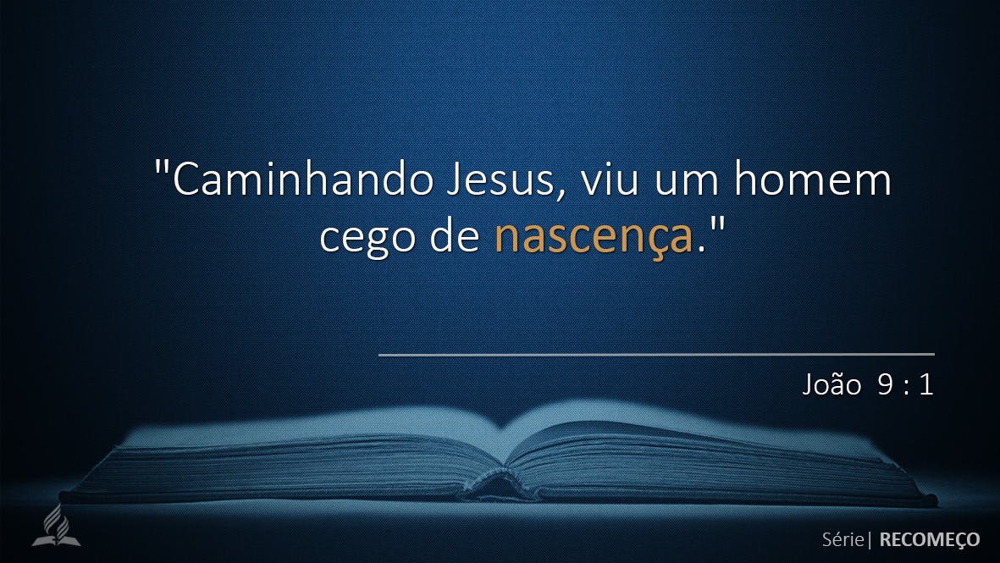 "Caminhando Jesus, viu um homem
cego de nascença."
João 9 : 1
Série| RECOMEÇO